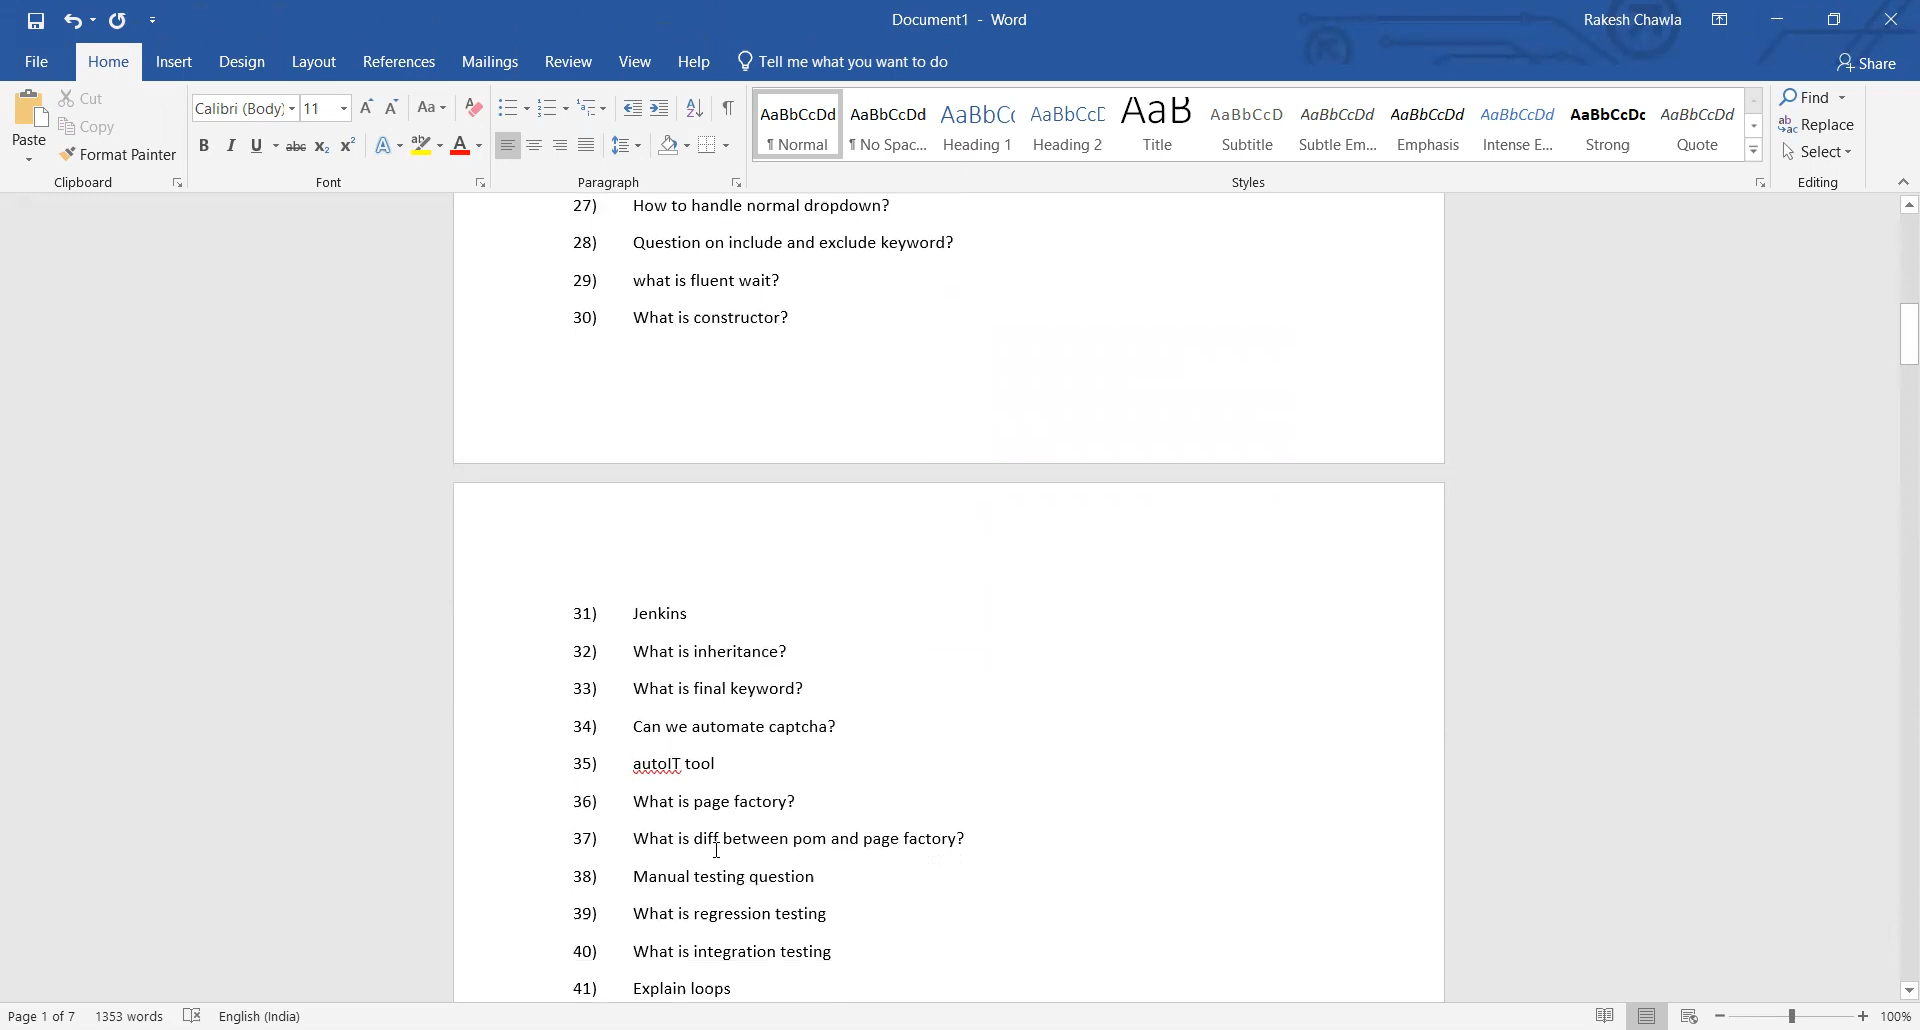 Document1 - Word
Rakesh Chawla
File Home Insert Design Layout References Mailings Review View Help Tell me what you want to do
Share
Paste
Cut
Copy
Format Painter
Clipboard
Calibri (Body) 11
Font
Paragraph
AaBbCcDd AaBbCcDd AaBbCc AaBbCcD AaB AaBbCcD AaBbCcDd AaBbCcDd AaBbCcDd AaBbCcDc AaBbCcDd
¶ Normal ¶ No Spac... Heading 1 Heading 2 Title Subtitle Subtle Em... Emphasis Intense E... Strong Quote
Styles
Find
Replace
Select
Editing
27) How to handle normal dropdown?
28) Question on include and exclude keyword?
29) what is fluent wait?
30) What is constructor?
31) Jenkins
32) What is inheritance?
33) What is final keyword?
34) Can we automate captcha?
35) autoIT tool
36) What is page factory?
37) What is diff between pom and page factory?
38) Manual testing question
39) What is regression testing
40) What is integration testing
41) Explain loops
Page 1 of 7 1353 words English (India) 100%